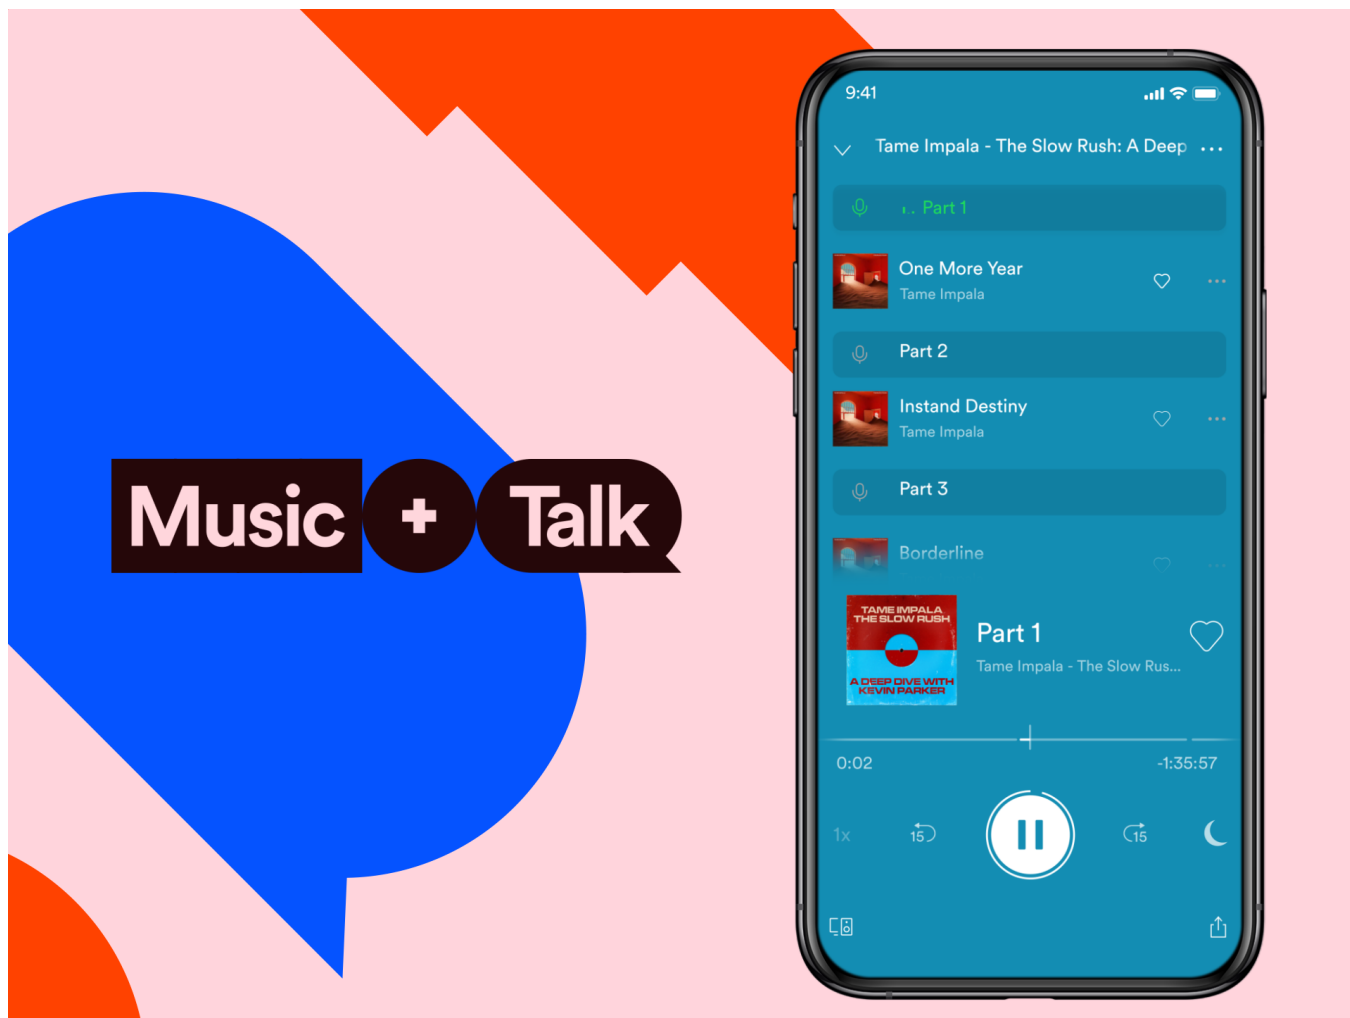 Music + Talk
9:41
Tame Impala - The Slow Rush: A Deep
Part 1
One More Year
Tame Impala
Part 2
Instand Destiny
Tame Impala
Part 3
Borderline
TAME IMPALA
THE SLOW RUSH
A DEEP DIVE WITH
KEVIN PARKER
Part 1
Tame Impala - The Slow Rus...
0:02
-1:35:57
1x
15
15